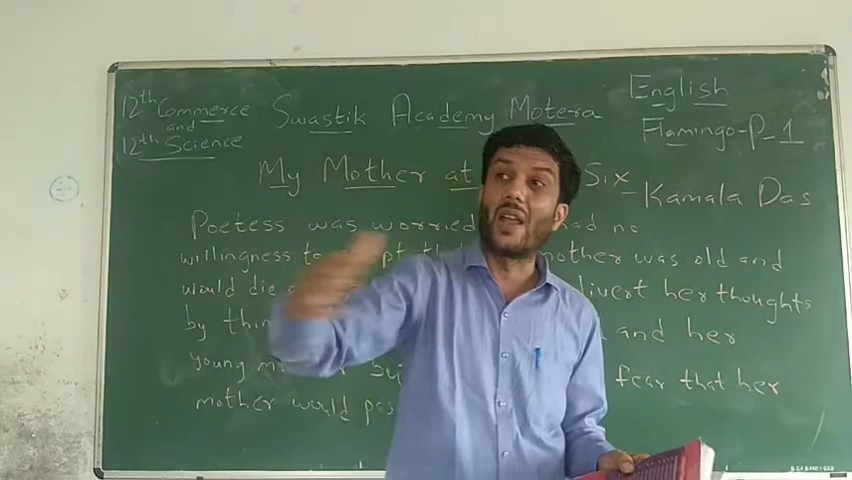 12th Commerce and 12th Science
Swastik Academy Motera
English
Flamingo-P-1
My Mother at Six
-Kamala Das
Poetess was worried had no
willingness to mother was old and
would die divert her thoughts
by and her
young fear that her
mother would